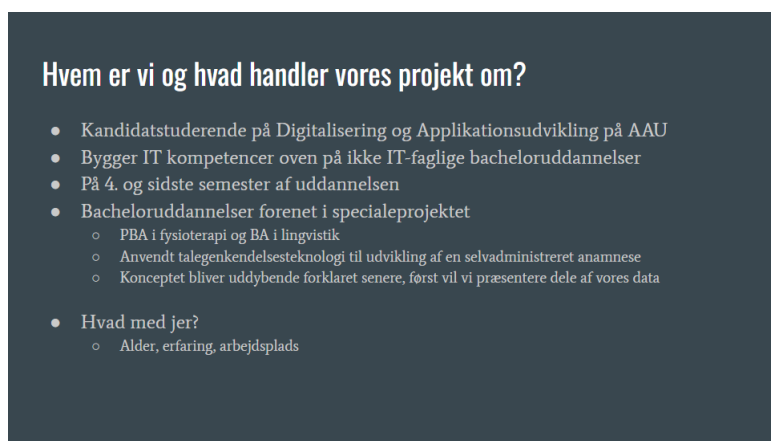 Hvem er vi og hvad handler vores projekt om?
● Kandidatstuderende på Digitalisering og Applikationsudvikling på AAU
● Bygger IT kompetencer oven på ikke IT-faglige bacheloruddannelser
● På 4. og sidste semester af uddannelsen
● Bacheloruddannelser forenet i specialeprojektet
○ PBA i fysioterapi og BA i lingvistik
○ Anvendt talegenkendelsesteknologi til udvikling af en selvadministreret anamnese
○ Konceptet bliver uddybende forklaret senere, først vil vi præsentere dele af vores data
● Hvad med jer?
○ Alder, erfaring, arbejdsplads